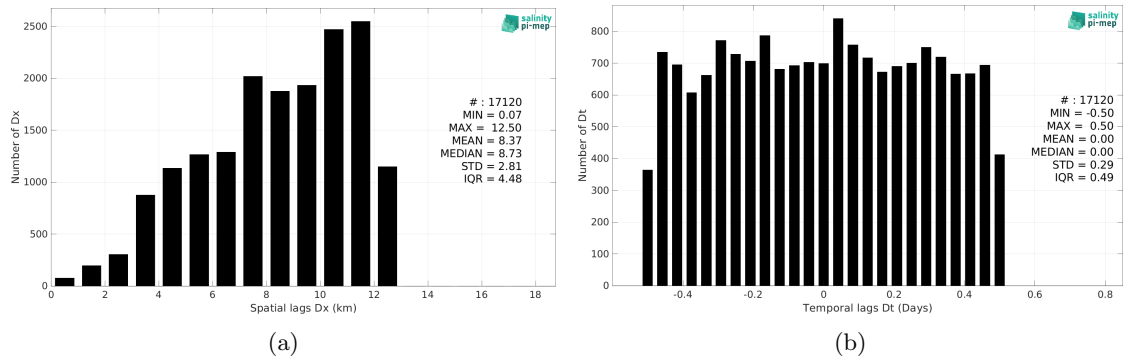 salinity
pi-mep
2500
2000
1500
1000
500
0
Number of Dx
# : 17120
MIN = 0.07
MAX = 12.50
MEAN = 8.37
MEDIAN = 8.73
STD = 2.81
IQR = 4.48
0 2 4 6 8 10 12 14 16 18
Spatial lags Dx (km)
(a)
salinity
pi-mep
800
700
600
500
400
300
200
100
0
Number of Dt
# : 17120
MIN = -0.50
MAX = 0.50
MEAN = 0.00
MEDIAN = 0.00
STD = 0.29
IQR = 0.49
-0.4 -0.2 0 0.2 0.4 0.6 0.8
Temporal lags Dt (Days)
(b)